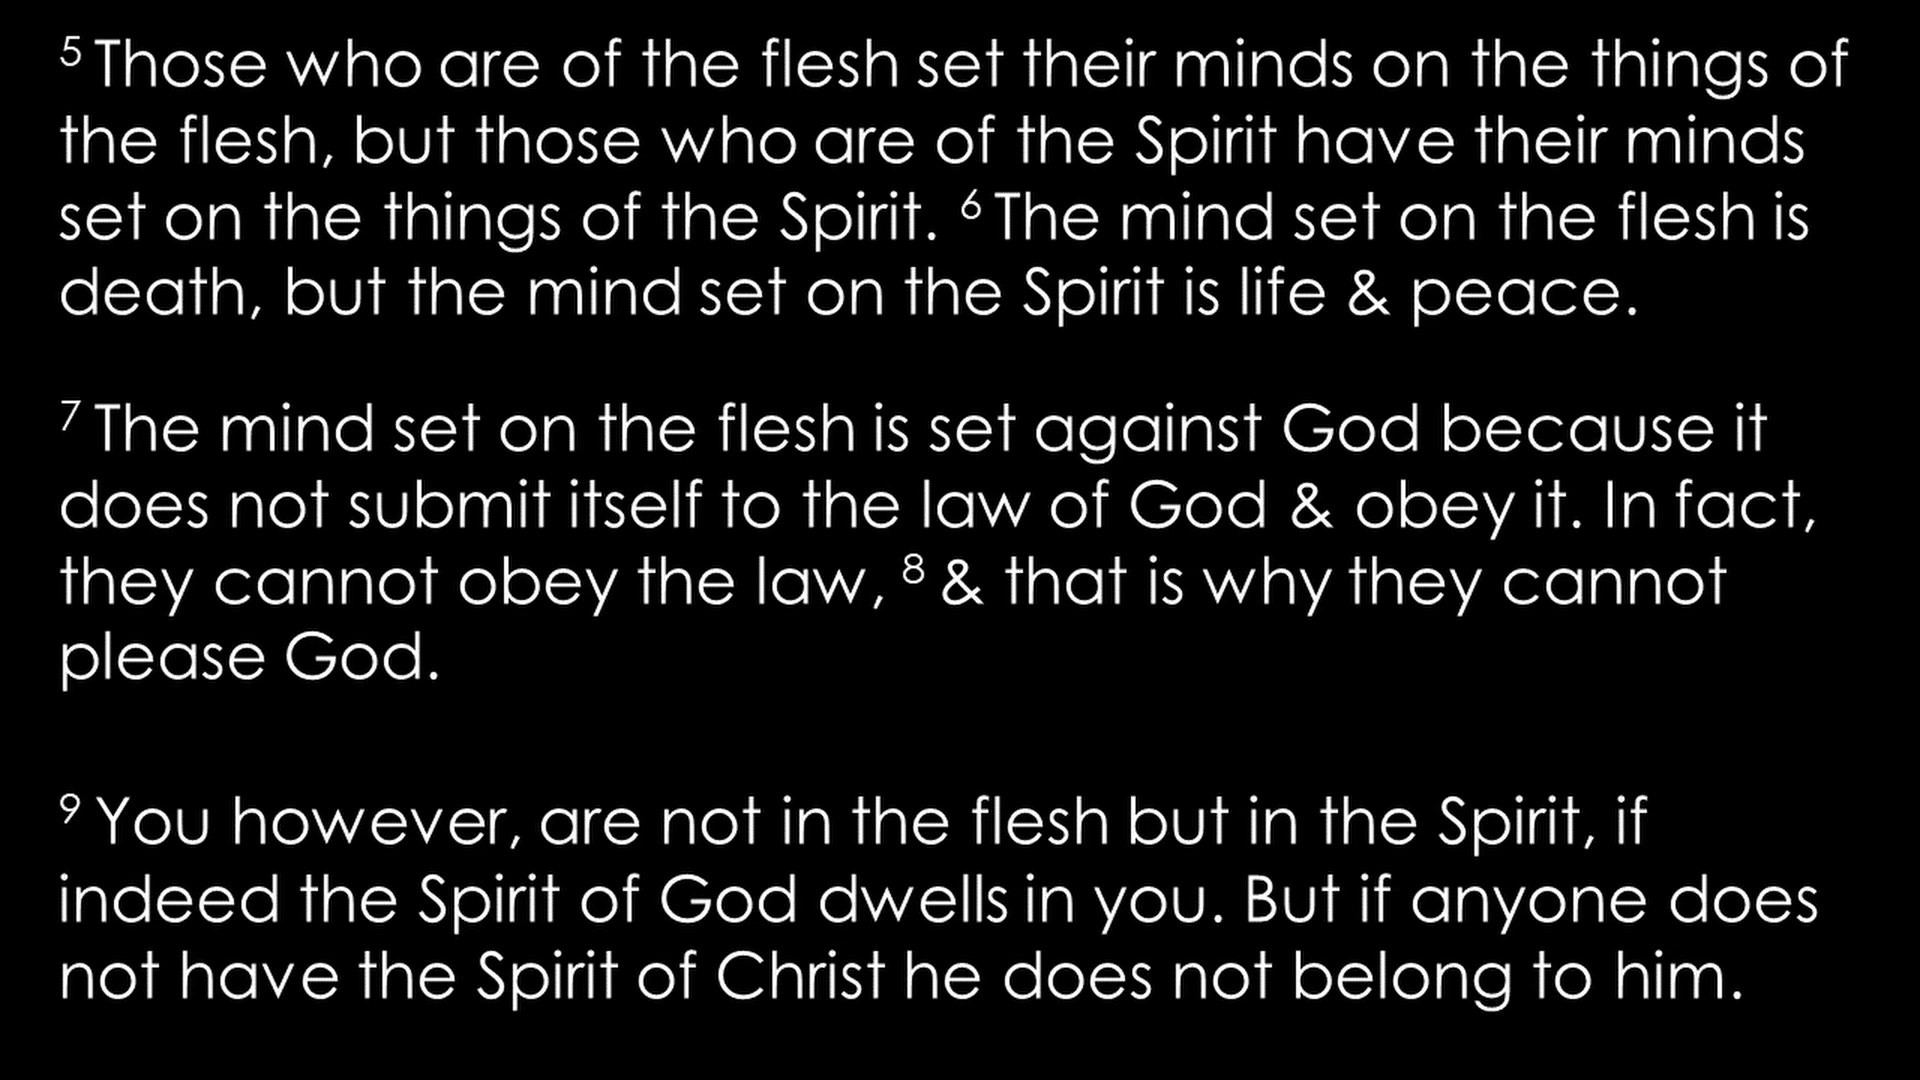 5 Those who are of the flesh set their minds on the things of
the flesh, but those who are of the Spirit have their minds
set on the things of the Spirit. 6 The mind set on the flesh is
death, but the mind set on the Spirit is life & peace.
7 The mind set on the flesh is set against God because it
does not submit itself to the law of God & obey it. In fact,
they cannot obey the law, 8 & that is why they cannot
please God.
9 You however, are not in the flesh but in the Spirit, if
indeed the Spirit of God dwells in you. But if anyone does
not have the Spirit of Christ he does not belong to him.